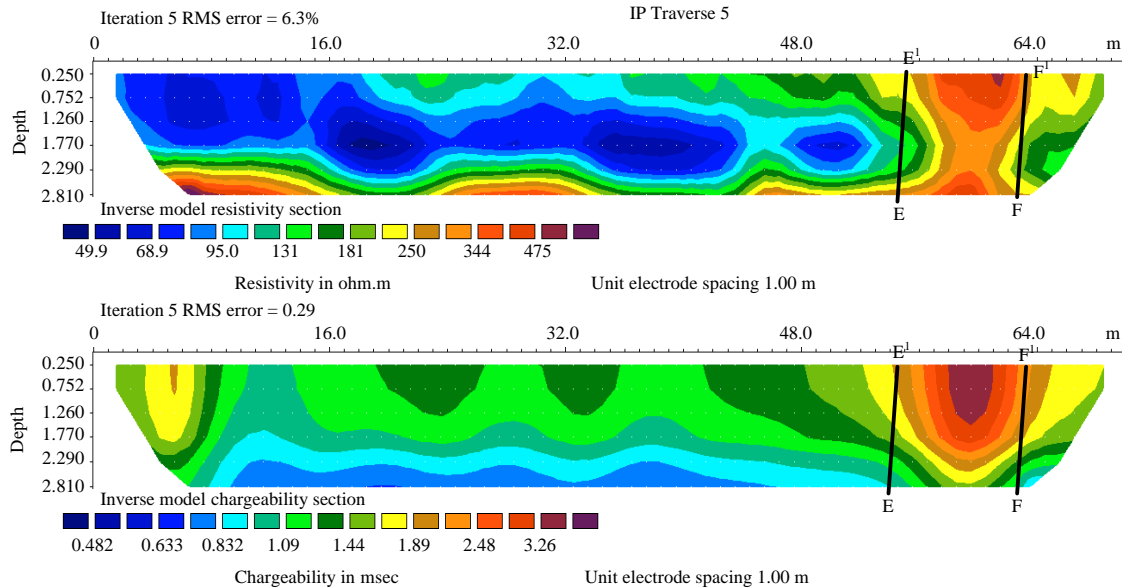 IP Traverse 5
Iteration 5 RMS error = 6.3%
0 16.0 32.0 48.0 64.0 m
E¹ F¹
Depth
0.250
0.752
1.260
1.770
2.290
2.810
E F
Inverse model resistivity section
49.9 68.9 95.0 131 181 250 344 475
Resistivity in ohm.m Unit electrode spacing 1.00 m
Iteration 5 RMS error = 0.29
0 16.0 32.0 48.0 64.0 m
E¹ F¹
Depth
0.250
0.752
1.260
1.770
2.290
2.810
E F
Inverse model chargeability section
0.482 0.633 0.832 1.09 1.44 1.89 2.48 3.26
Chargeability in msec Unit electrode spacing 1.00 m